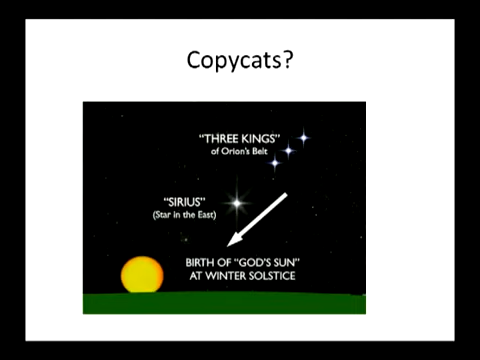 Copycats?
“THREE KINGS”
of Orion's Belt
“SIRIUS”
(Star in the East)
BIRTH OF “GOD'S SUN”
AT WINTER SOLSTICE